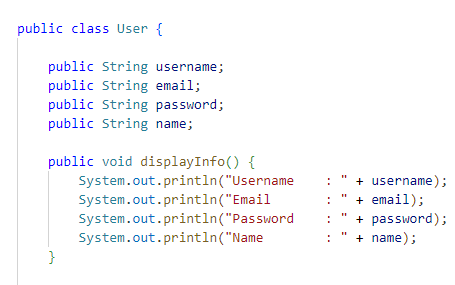 public class User {
public String username;
public String email;
public String password;
public String name;
public void displayInfo() {
System.out.println("Username    : " + username);
System.out.println("Email       : " + email);
System.out.println("Password    : " + password);
System.out.println("Name        : " + name);
}